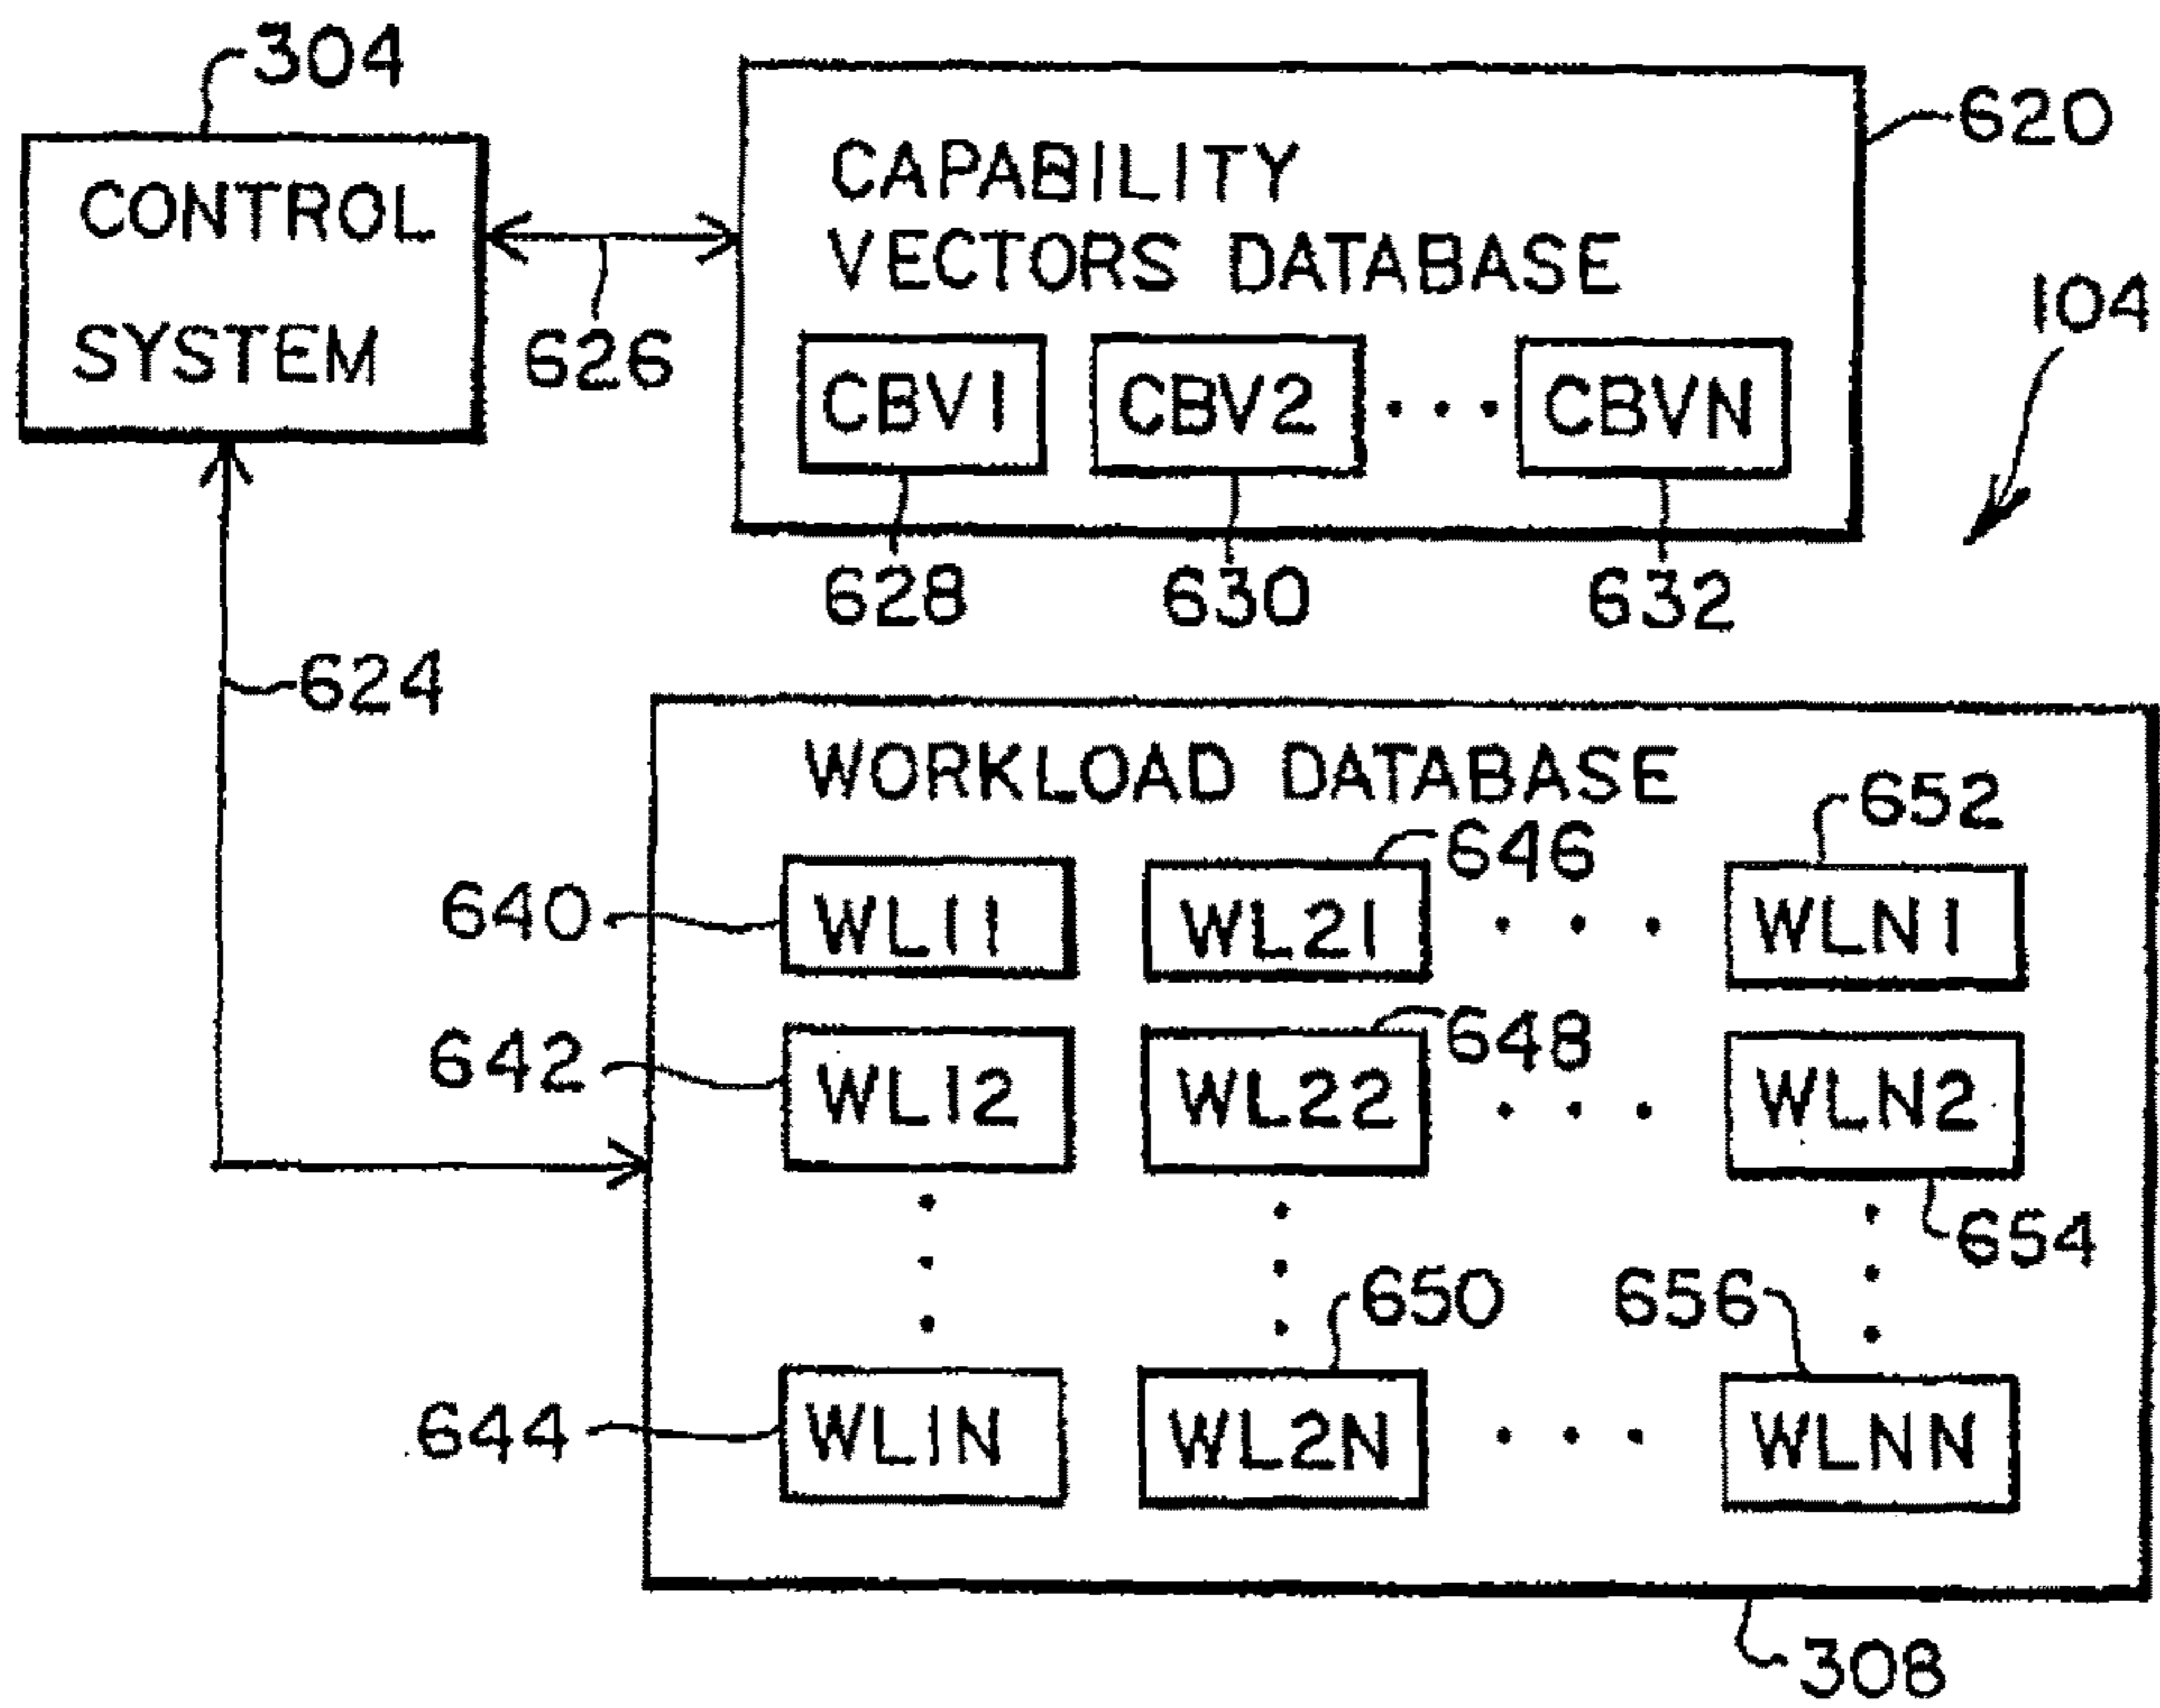 304
CONTROL
SYSTEM
626
624
620
CAPABILITY
VECTORS DATABASE
CBV1 CBV2 ... CBVN
628 630 632
104
WORKLOAD DATABASE
640 646 652
WL11 WL21 . . . WLN1
642 648
WL12 WL22 . . . WLN2
654
650 656
644
WL1N WL2N . . . WLNN
308